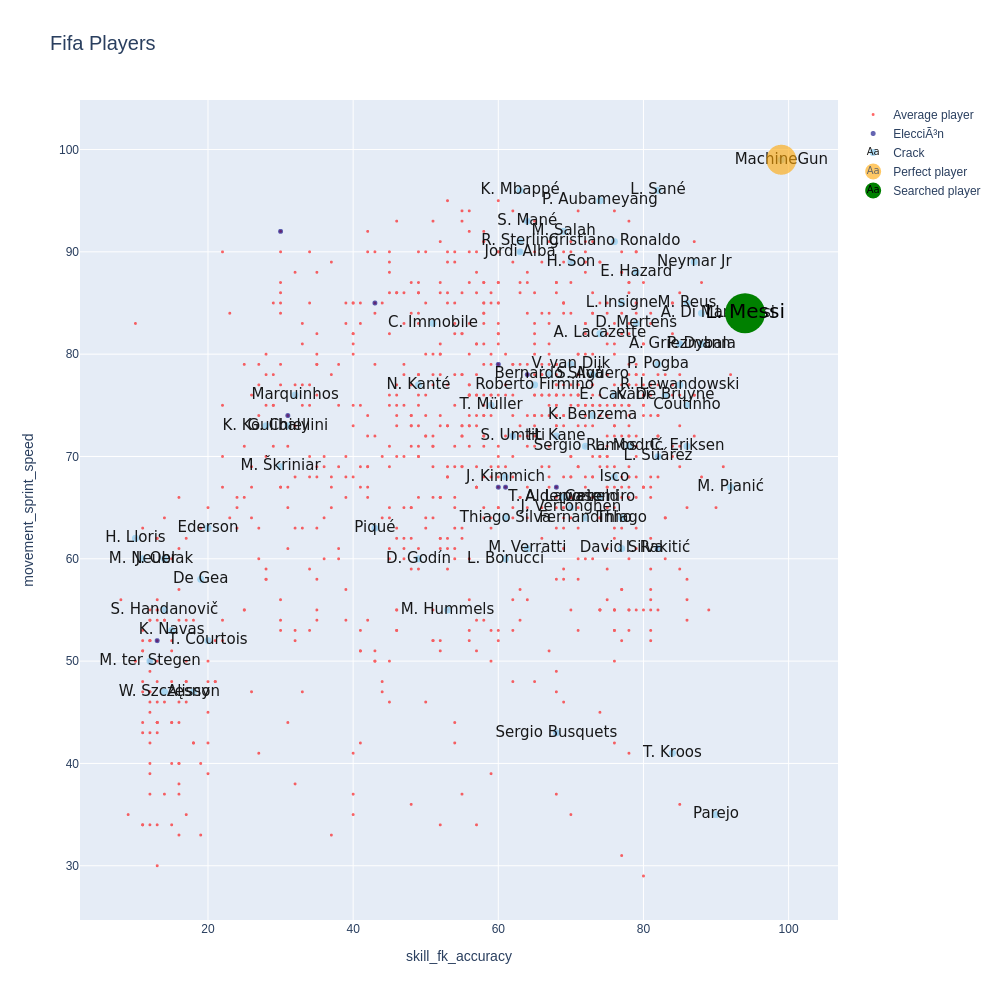 Fifa Players
Average player
ElecciÃ³n
Aa Crack
Aa Perfect player
Aa Searched player
movement_sprint_speed
100
90
80
70
60
50
40
30
20
40
60
80
100
skill_fk_accuracy
MachineGun
K. Mbappé
L. Sané
P. Aubameyang
S. Mané
M. Salah
R. Sterling
Cristiano Ronaldo
Jordi Alba
H. Son
Neymar Jr
E. Hazard
L. Insigne
M. Reus
A. Di
L. Messi
C. Immobile
D. Mertens
A. Lacazette
P. Dybala
V. van Dijk
P. Pogba
Bernardo Silva
S. Agüero
N. Kanté
Roberto Firmino
R. Lewandowski
Marquinhos
E. Cavani
K. De Bruyne
T. Müller
Coutinho
K. Benzema
K. Koulibaly
G. Chiellini
S. Umtiti
H. Kane
Sergio Ramos
L. Modrić
C. Eriksen
L. Suárez
M. Škriniar
J. Kimmich
Isco
M. Pjanić
J. Vertonghen
Thiago Silva
Fernandinho
Thiago
Ederson
Piqué
H. Lloris
M. Verratti
David Silva
I. Rakitić
M. Neuer
J. Oblak
D. Godín
L. Bonucci
De Gea
S. Handanovič
M. Hummels
K. Navas
T. Courtois
M. ter Stegen
W. Szczęsny
Alisson
Sergio Busquets
T. Kroos
Parejo